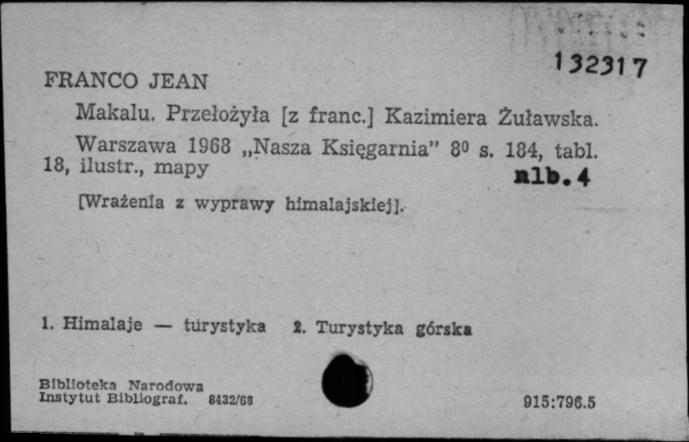 132317
FRANCO JEAN
Makalu. Przełożyła [z franc.] Kazimiera Żuławska.
Warszawa 1968 „Nasza Księgarnia” 8⁰ s. 184, tabl.
18, ilustr., mapy
nlb. 4
[Wrażenia z wyprawy himalajskiej].
1. Himalaje — turystyka 2. Turystyka górska
Biblioteka Narodowa
Instytut Bibliograf. 8432/68
915:796.5